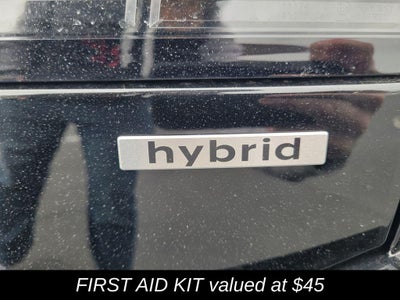 hybrid
FIRST AID KIT valued at $45